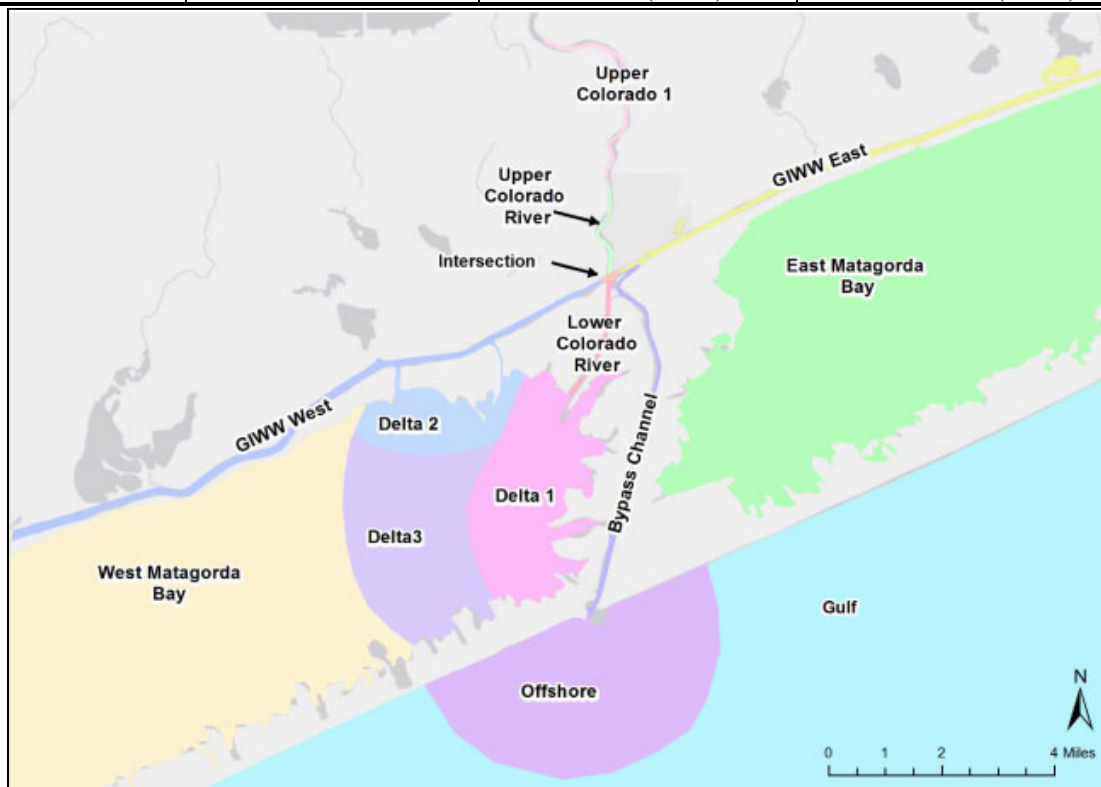 Upper
Colorado 1
GIWW East
Upper
Colorado
River
Intersection
East Matagorda
Bay
Lower
Colorado
River
GIWW West
Delta 2
Bypass Channel
Delta 1
Delta3
West Matagorda
Bay
Gulf
Offshore
N
0 1 2 4 Miles